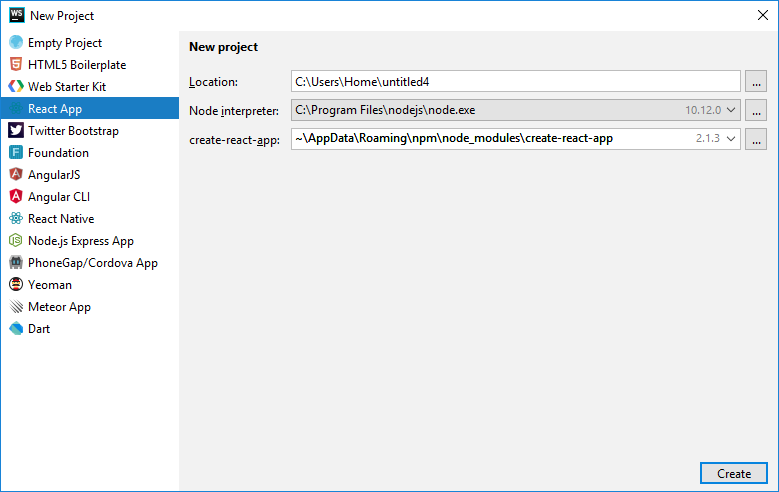 WS
New Project
Empty Project
HTML5 Boilerplate
Web Starter Kit
React App
Twitter Bootstrap
Foundation
AngularJS
Angular CLI
React Native
Node.js Express App
PhoneGap/Cordova App
Yeoman
Meteor App
Dart
New project
Location: C:\Users\Home\untitled4 ...
Node interpreter: C:\Program Files\nodejs\node.exe 10.12.0 ...
create-react-app: ~\AppData\Roaming\npm\node_modules\create-react-app 2.1.3 ...
Create